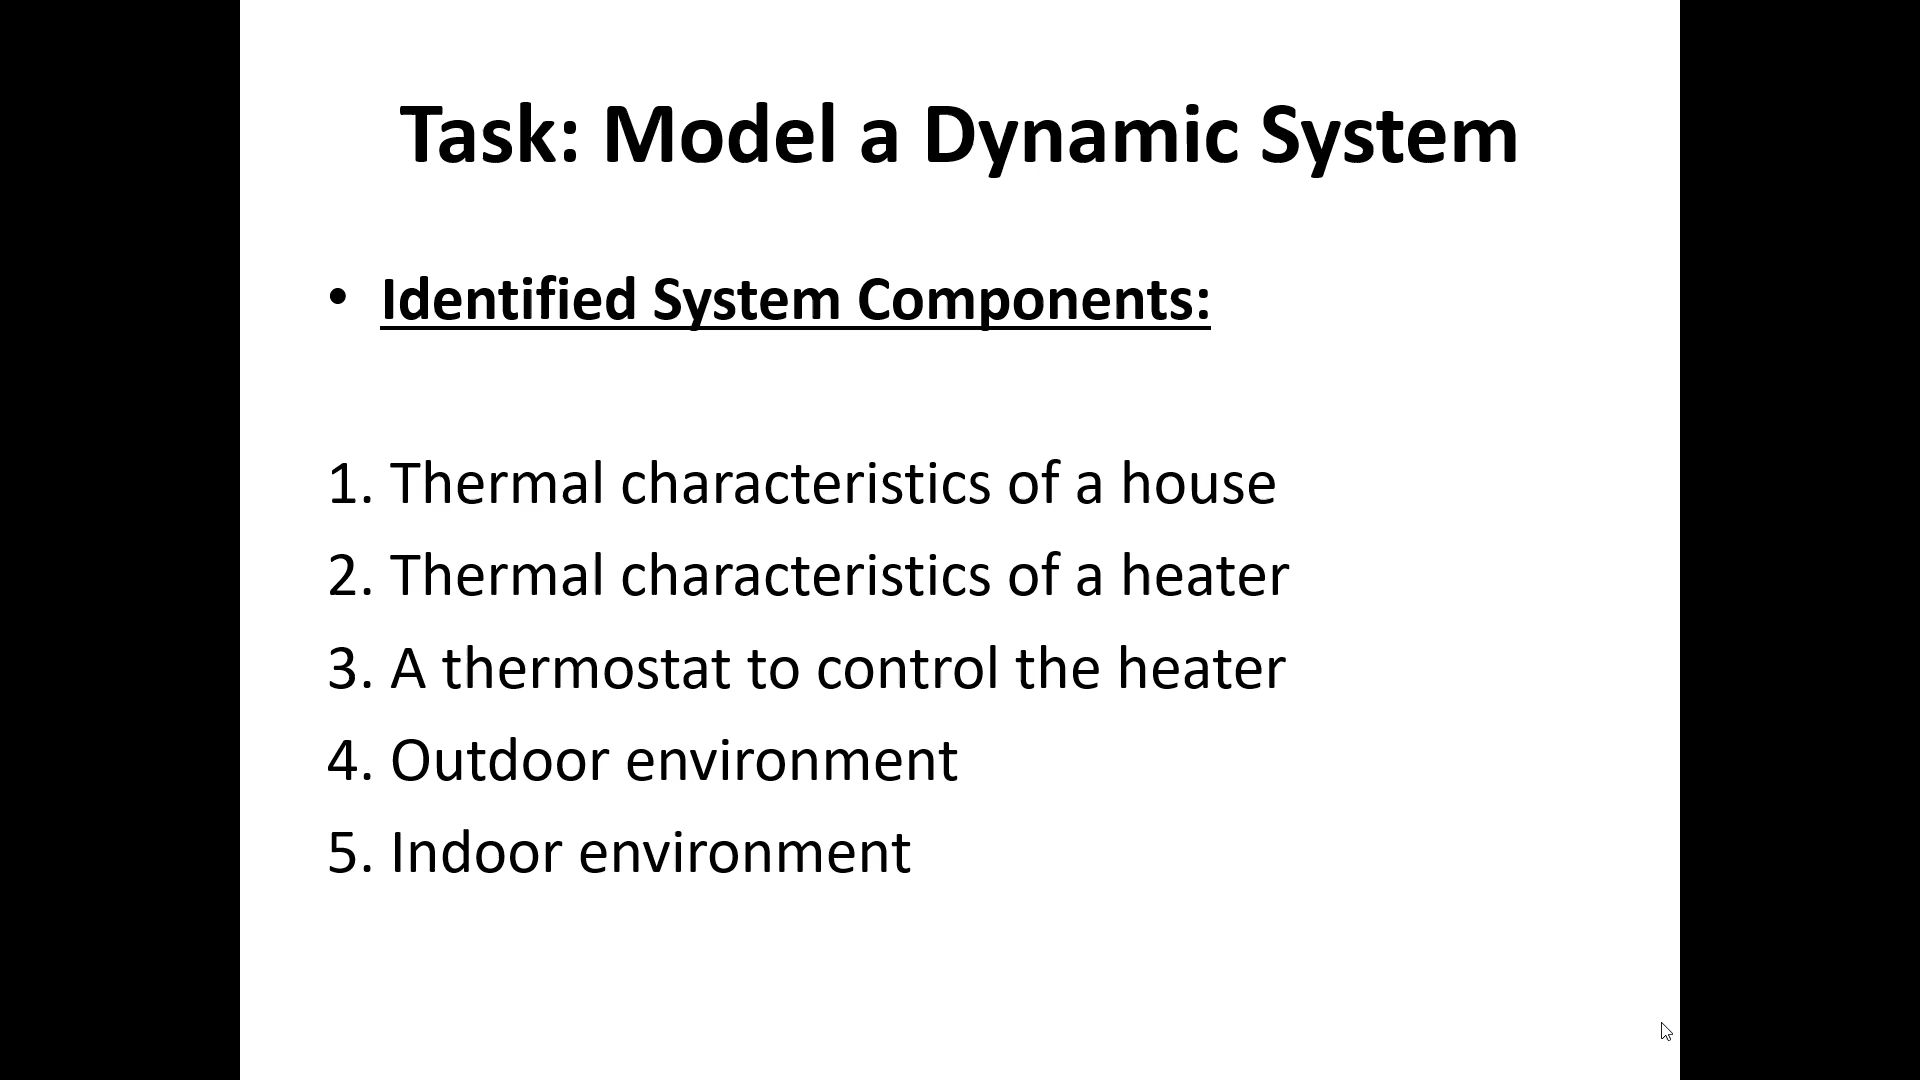 Task: Model a Dynamic System
• Identified System Components:
1. Thermal characteristics of a house
2. Thermal characteristics of a heater
3. A thermostat to control the heater
4. Outdoor environment
5. Indoor environment